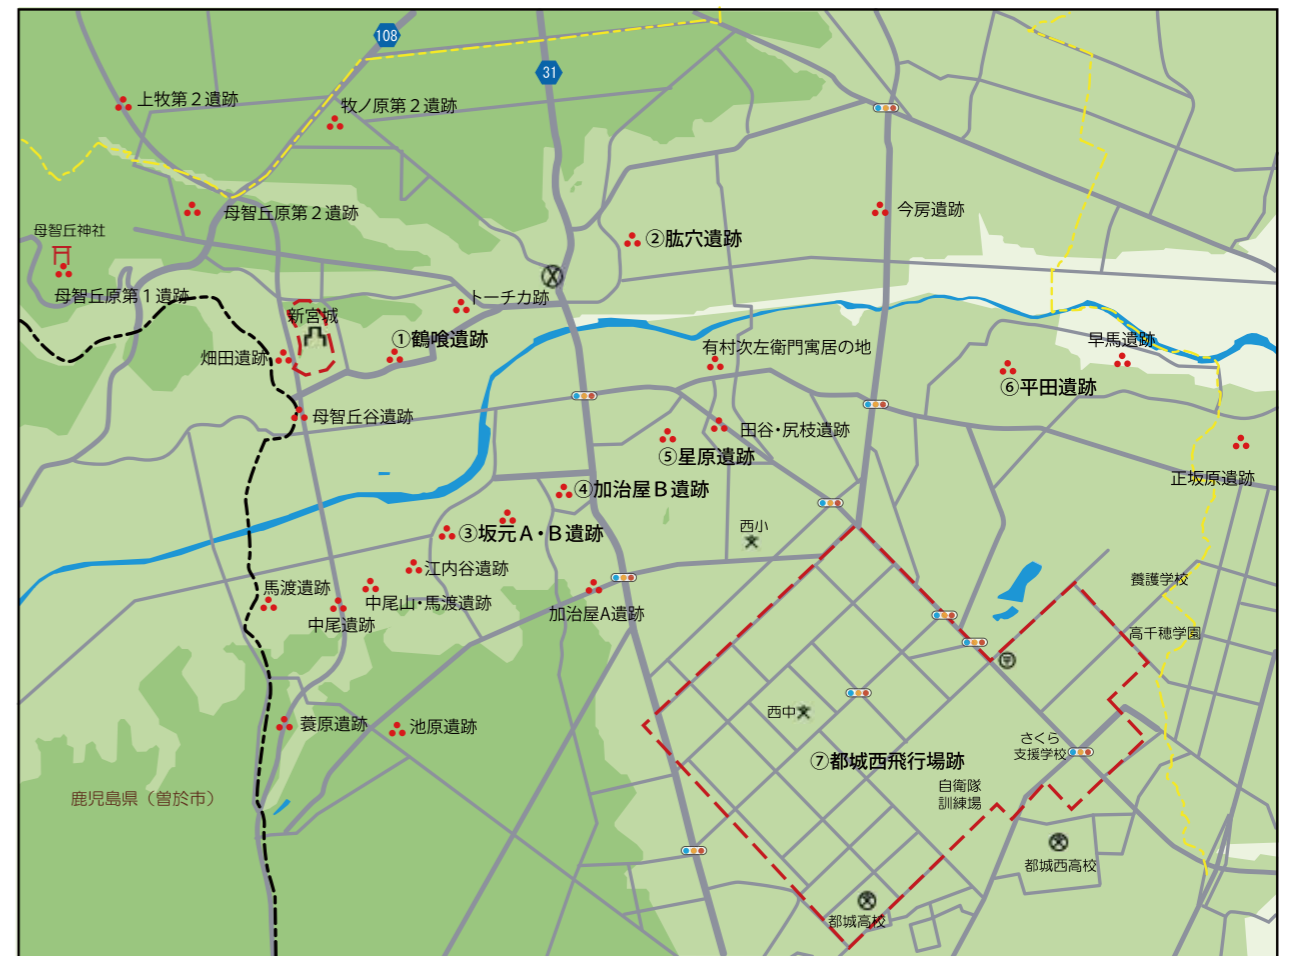 108
31
上牧第２遺跡
牧ノ原第２遺跡
母智丘原第２遺跡
今房遺跡
母智丘神社
②肱穴遺跡
母智丘原第１遺跡
トーチカ跡
新宮城
①鶴喰遺跡
有村次左衛門寓居の地
早馬遺跡
畑田遺跡
⑥平田遺跡
母智丘谷遺跡
田谷・尻枝遺跡
⑤星原遺跡
正坂原遺跡
④加治屋Ｂ遺跡
西小
③坂元Ａ・Ｂ遺跡
江内谷遺跡
養護学校
馬渡遺跡
中尾山・馬渡遺跡
加治屋A遺跡
中尾遺跡
高千穂学園
西中
蓑原遺跡
池原遺跡
さくら
支援学校
⑦都城西飛行場跡
自衛隊
訓練場
鹿児島県（曽於市）
都城西高校
都城高校